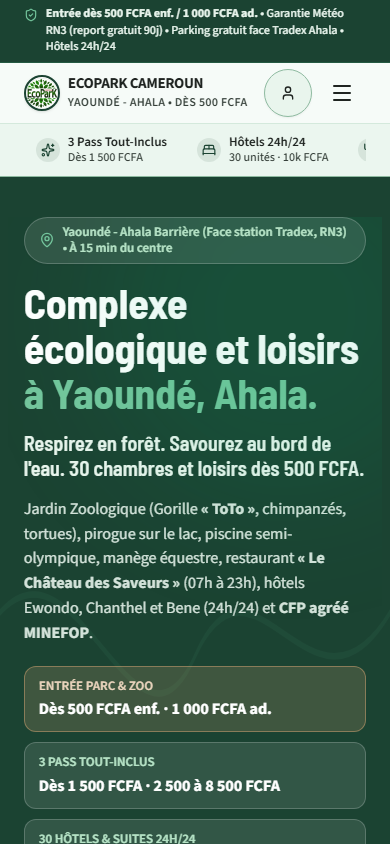 Entrée dès 500 FCFA enf. / 1 000 FCFA ad. • Garantie Météo
RN3 (report gratuit 90j) • Parking gratuit face Tradex Ahala •
Hôtels 24h/24
EcoParK
ECOPARK CAMEROUN
YAOUNDÉ - AHALA • DÈS 500 FCFA
3 Pass Tout-Inclus
Dès 1 500 FCFA
Hôtels 24h/24
30 unités · 10k FCFA
Yaoundé - Ahala Barrière (Face station Tradex, RN3)
• À 15 min du centre
Complexe
écologique et loisirs
à Yaoundé, Ahala.
Respirez en forêt. Savourez au bord de
l'eau. 30 chambres et loisirs dès 500 FCFA.
Jardin Zoologique (Gorille « ToTo », chimpanzés,
tortues), pirogue sur le lac, piscine semi-
olympique, manège équestre, restaurant « Le
Château des Saveurs » (07h à 23h), hôtels
Ewondo, Chanthel et Bene (24h/24) et CFP agréé
MINEFOP.
ENTRÉE PARC & ZOO
Dès 500 FCFA enf. · 1 000 FCFA ad.
3 PASS TOUT-INCLUS
Dès 1 500 FCFA · 2 500 à 8 500 FCFA
30 HÔTELS & SUITES 24H/24